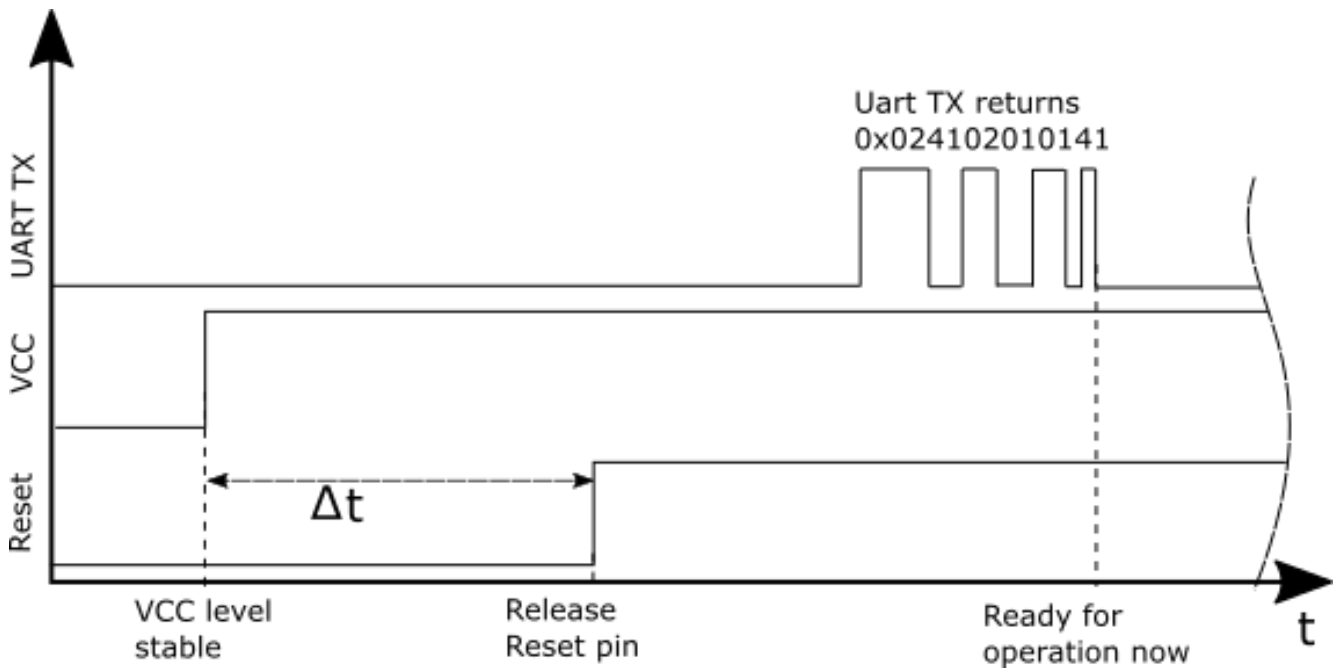 Uart TX returns
0x024102010141
UART TX
VCC
Reset
Δt
VCC level
stable
Release
Reset pin
Ready for
operation now
t